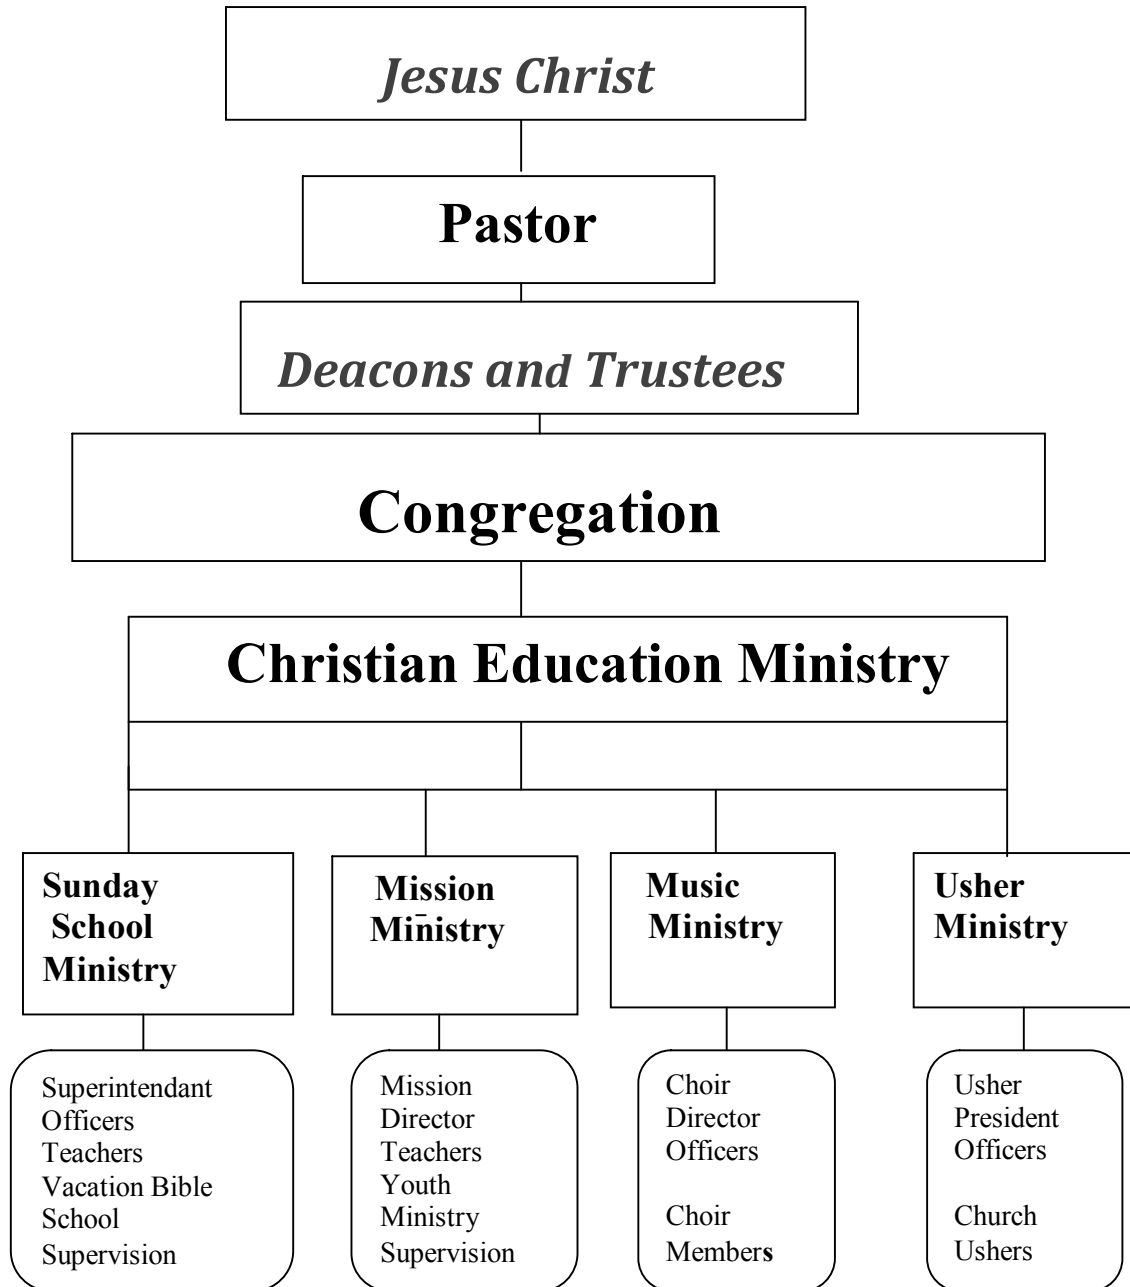 Jesus Christ
Pastor
Deacons and Trustees
Congregation
Christian Education Ministry
Sunday
School
Ministry
Mission
Ministry
Music
Ministry
Usher
Ministry
Superintendant
Officers
Teachers
Vacation Bible
School
Supervision
Mission
Director
Teachers
Youth
Ministry
Supervision
Choir
Director
Officers
Choir
Members
Usher
President
Officers
Church
Ushers